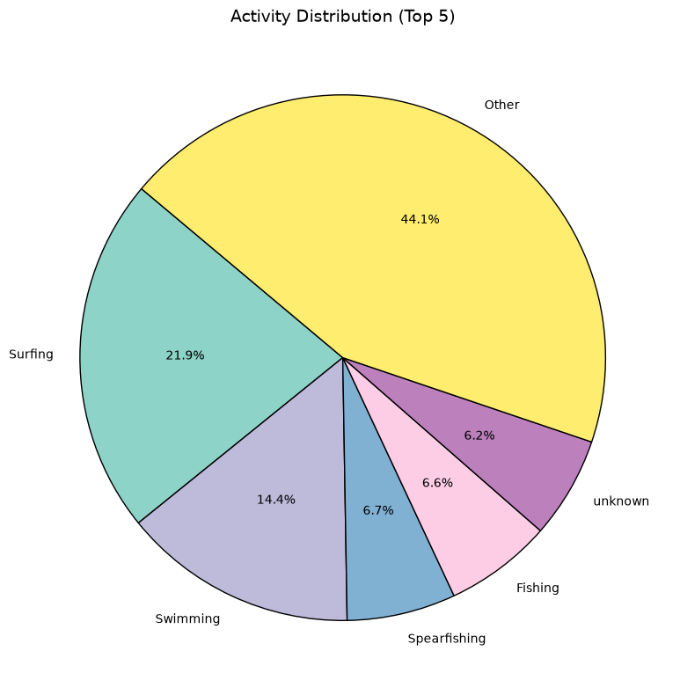 Activity Distribution (Top 5)
Other
44.1%
Surfing
21.9%
6.2%
6.6%
14.4%
6.7%
unknown
Fishing
Swimming
Spearfishing